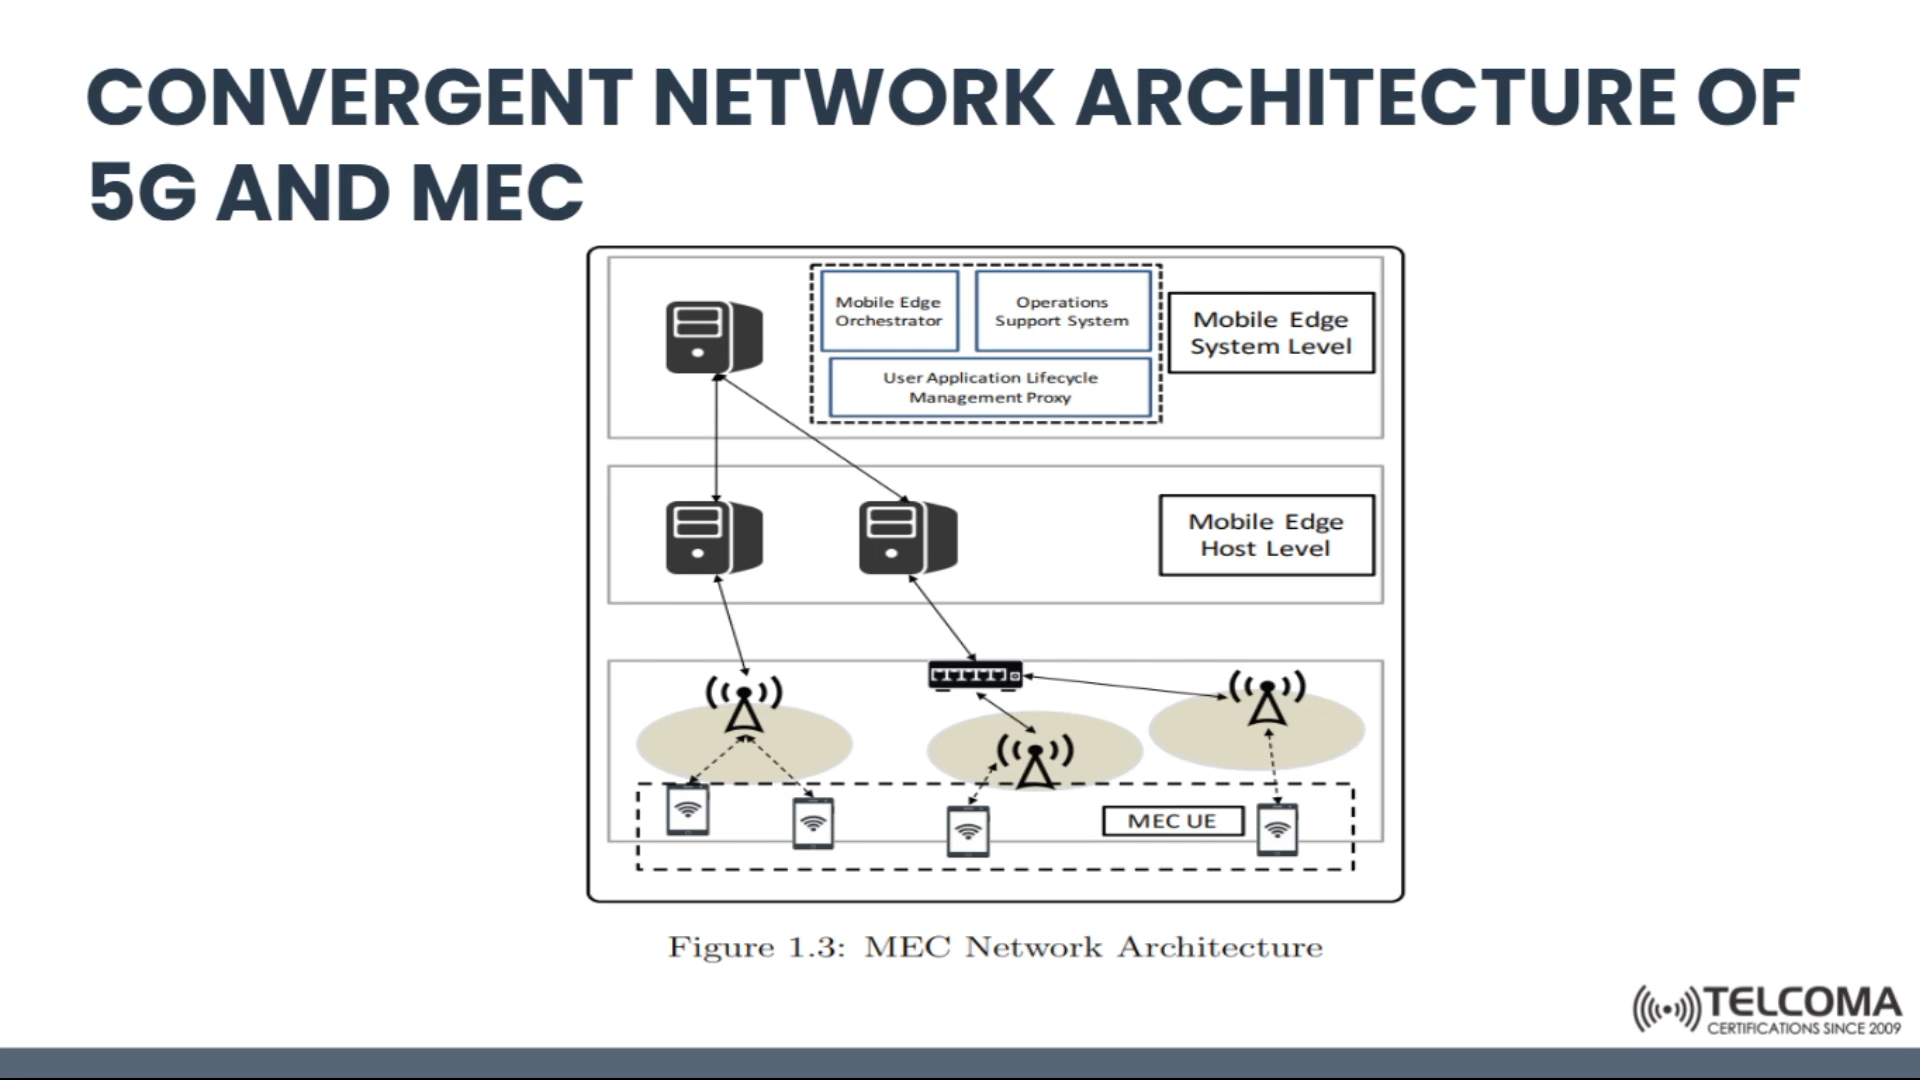 CONVERGENT NETWORK ARCHITECTURE OF
5G AND MEC
Mobile Edge
Orchestrator
Operations
Support System
User Application Lifecycle
Management Proxy
Mobile Edge
System Level
Mobile Edge
Host Level
MEC UE
Figure 1.3: MEC Network Architecture
TELCOMA
CERTIFICATIONS SINCE 2009